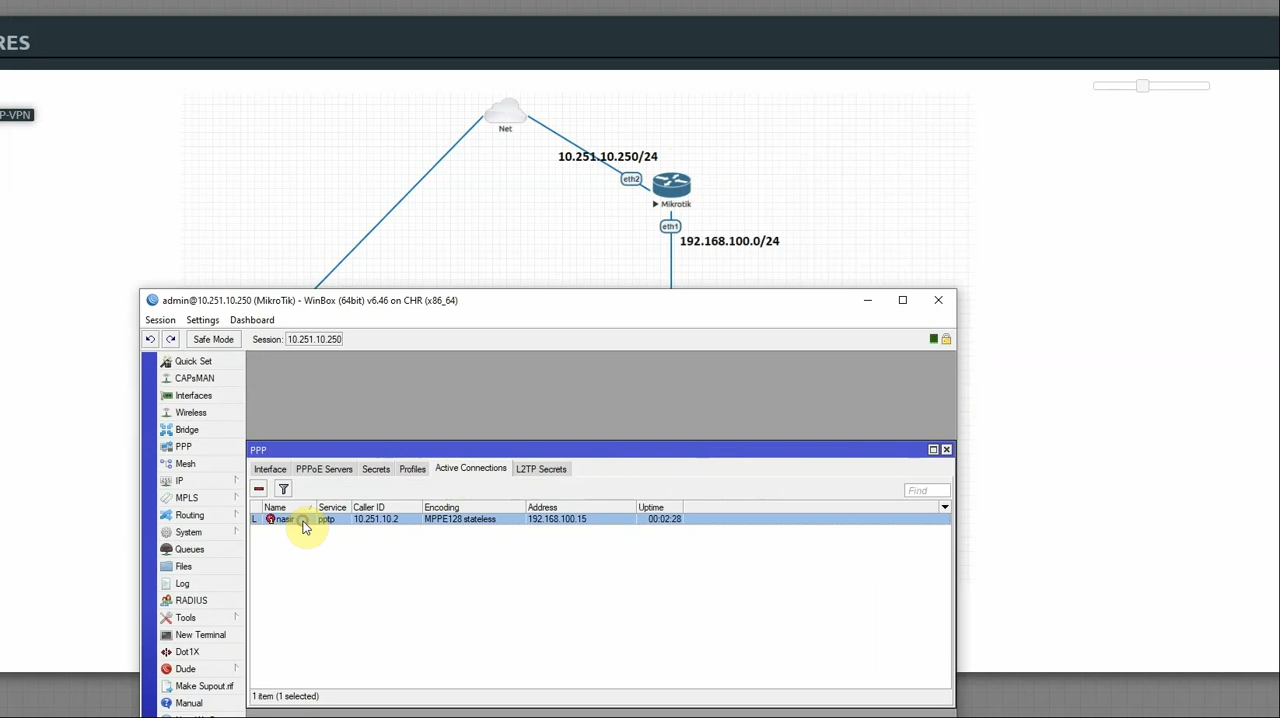 RES
P-VPN
Net
10.251.10.250/24
eth2
Mikrotik
eth1
192.168.100.0/24
admin@10.251.10.250 (MikroTik) - WinBox (64bit) v6.46 on CHR (x86_64)
Session Settings Dashboard
Safe Mode Session: 10.251.10.250
Quick Set
CAPsMAN
Interfaces
Wireless
Bridge
PPP
Mesh
IP
MPLS
Routing
System
Queues
Files
Log
RADIUS
Tools
New Terminal
Dot1X
Dude
Make Supout.rif
Manual
PPP
Interface PPPoE Servers Secrets Profiles Active Connections L2TP Secrets
Find
Name Service Caller ID Encoding Address Uptime
L nasir pptp 10.251.10.2 MPPE128 stateless 192.168.100.15 00:02:28
1 item (1 selected)